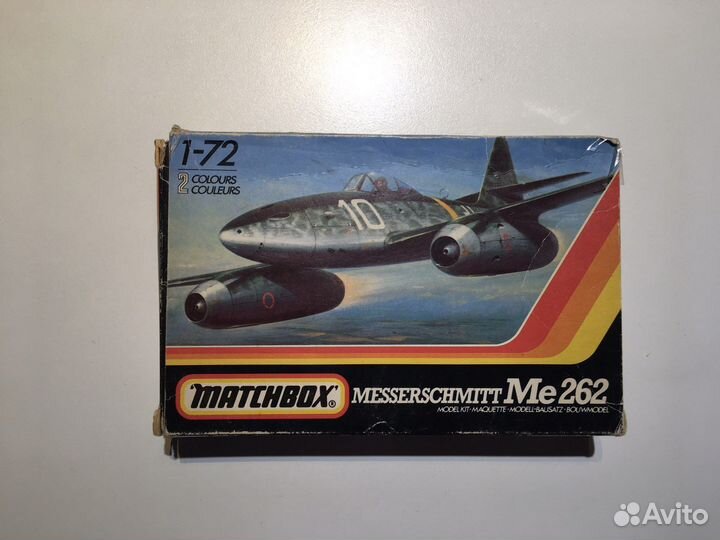 1-72
2 COLOURS
COULEURS
10
MATCHBOX®
MESSERSCHMITT Me 262
MODEL KIT · MAQUETTE · MODELL-BAUSATZ · BOUWMODEL
Avito